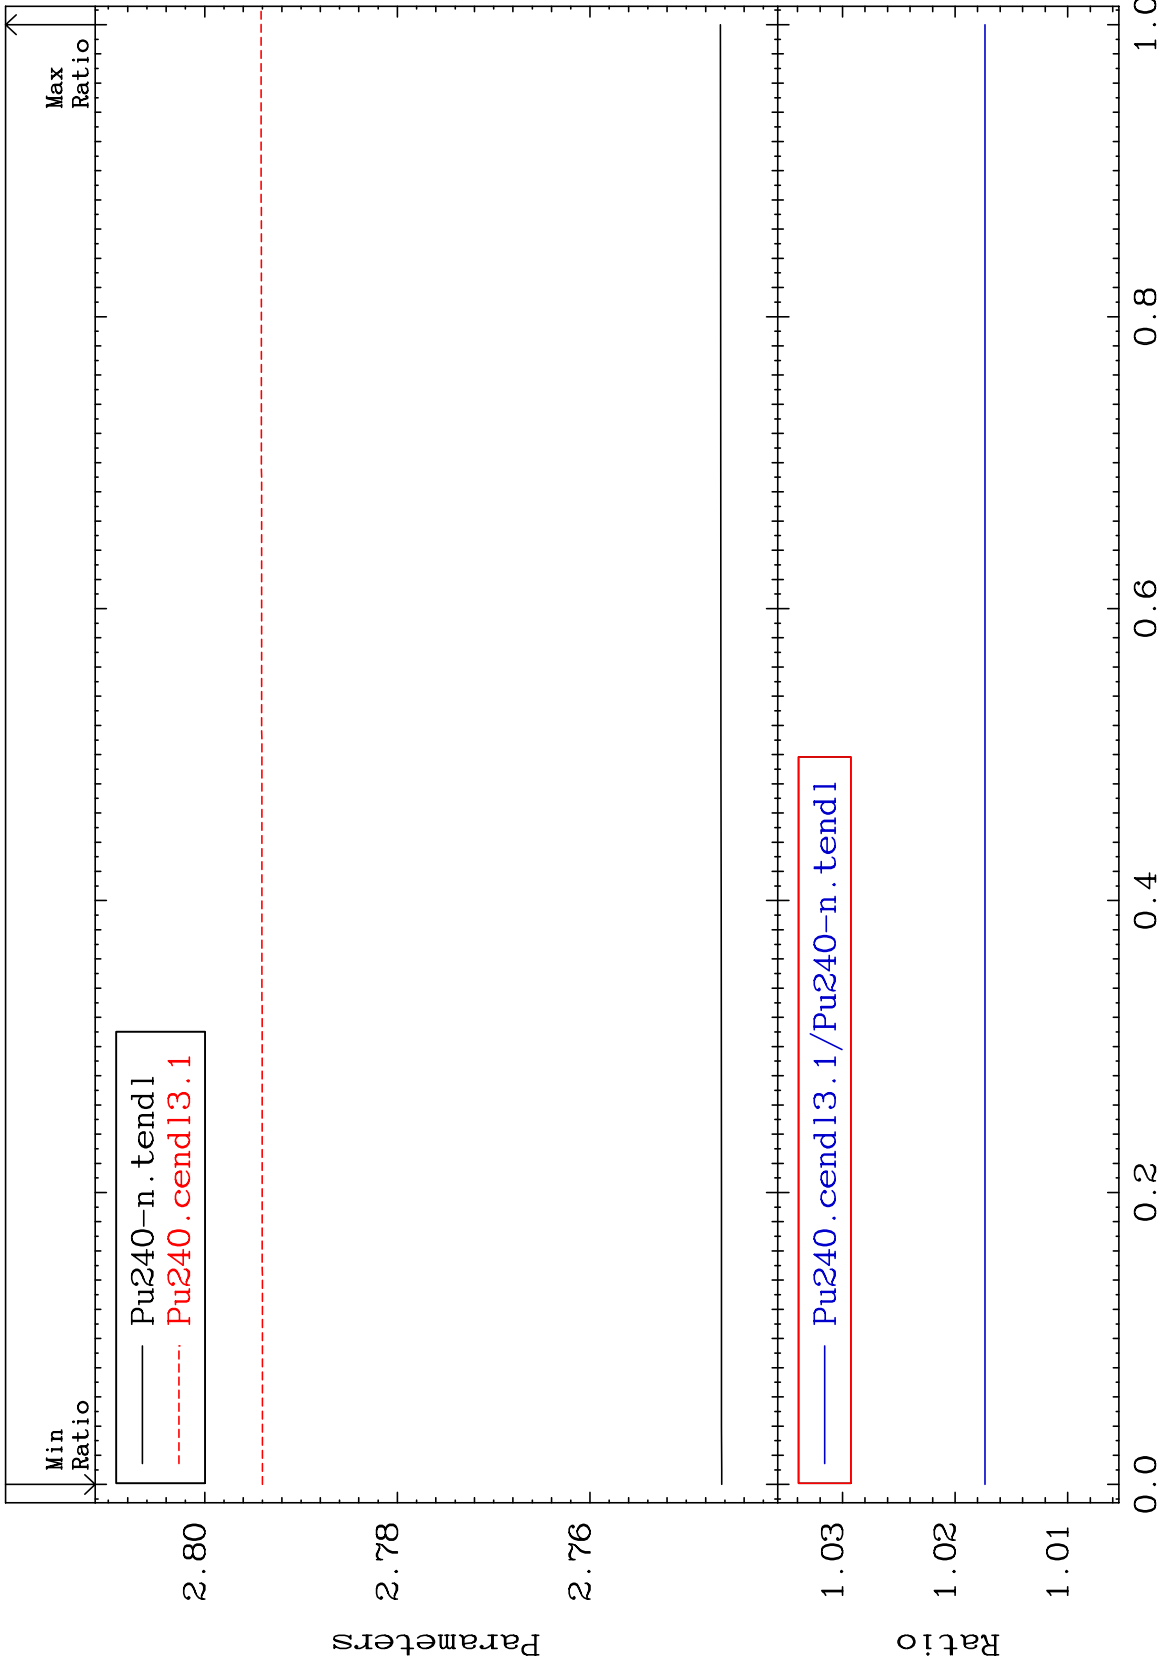 Min
Ratio
Max
Ratio
Pu240-n.tendl
Pu240.cendl3.1
2.80
2.78
2.76
Parameters
Pu240.cendl3.1/Pu240-n.tendl
1.03
1.02
1.01
Ratio
0.0
0.2
0.4
0.6
0.8
1.0